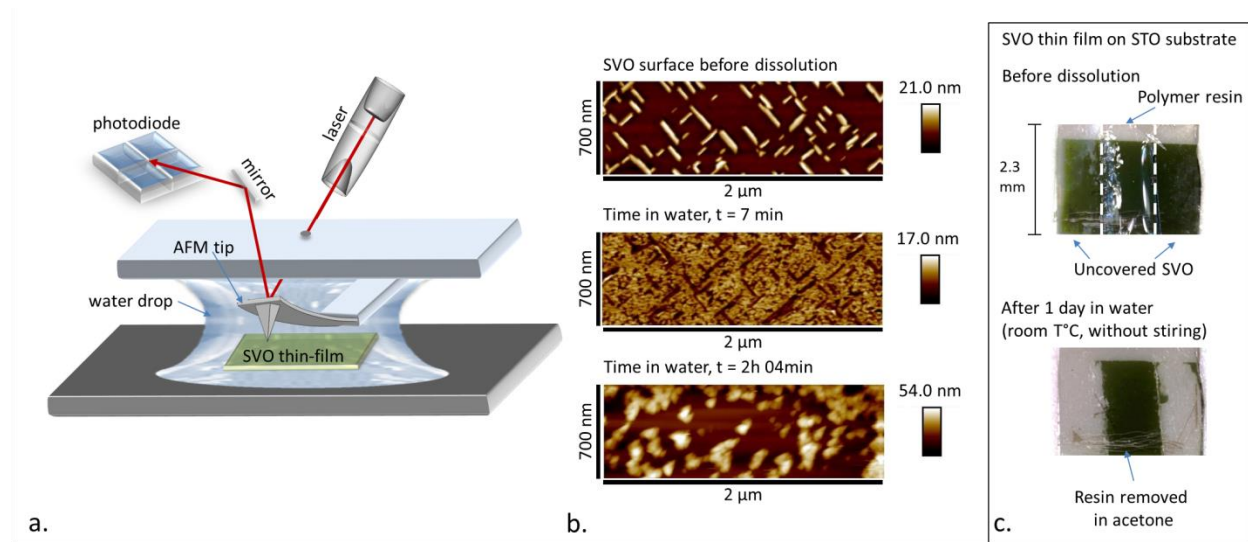 photodiode
mirror
laser
AFM tip
water drop
SVO thin-film
a.
SVO surface before dissolution
700 nm
2 µm
21.0 nm
Time in water, t = 7 min
700 nm
2 µm
17.0 nm
Time in water, t = 2h 04min
700 nm
2 µm
54.0 nm
b.
SVO thin film on STO substrate
Before dissolution
Polymer resin
2.3
mm
Uncovered SVO
After 1 day in water
(room T°C, without stiring)
Resin removed
in acetone
c.